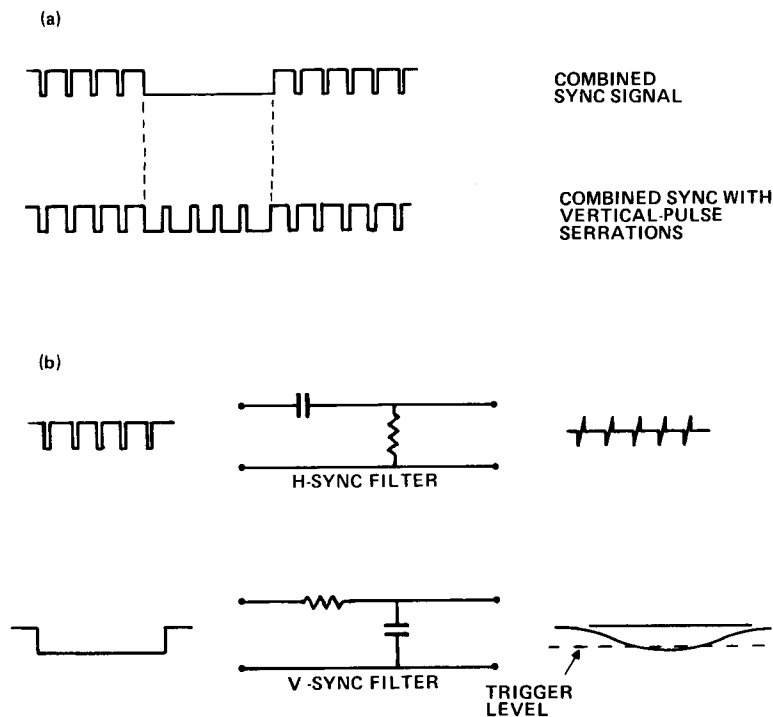 (a)
COMBINED
SYNC SIGNAL
COMBINED SYNC WITH
VERTICAL-PULSE
SERRATIONS
(b)
H-SYNC FILTER
V-SYNC FILTER
TRIGGER
LEVEL